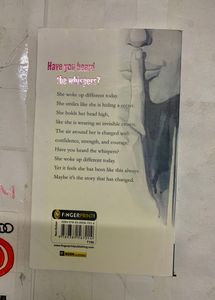 Have you heard
the whispers?
She woke up different today.
She smiles like she is hiding a secret.
She holds her head high,
like she is wearing an invisible crown.
The air around her is changed with
confidence, strength, and courage.
Have you heard the whispers?
She woke up different today.
Yet it feels she has been like this always.
Maybe it's the story that has changed.
FINGERPRINT!